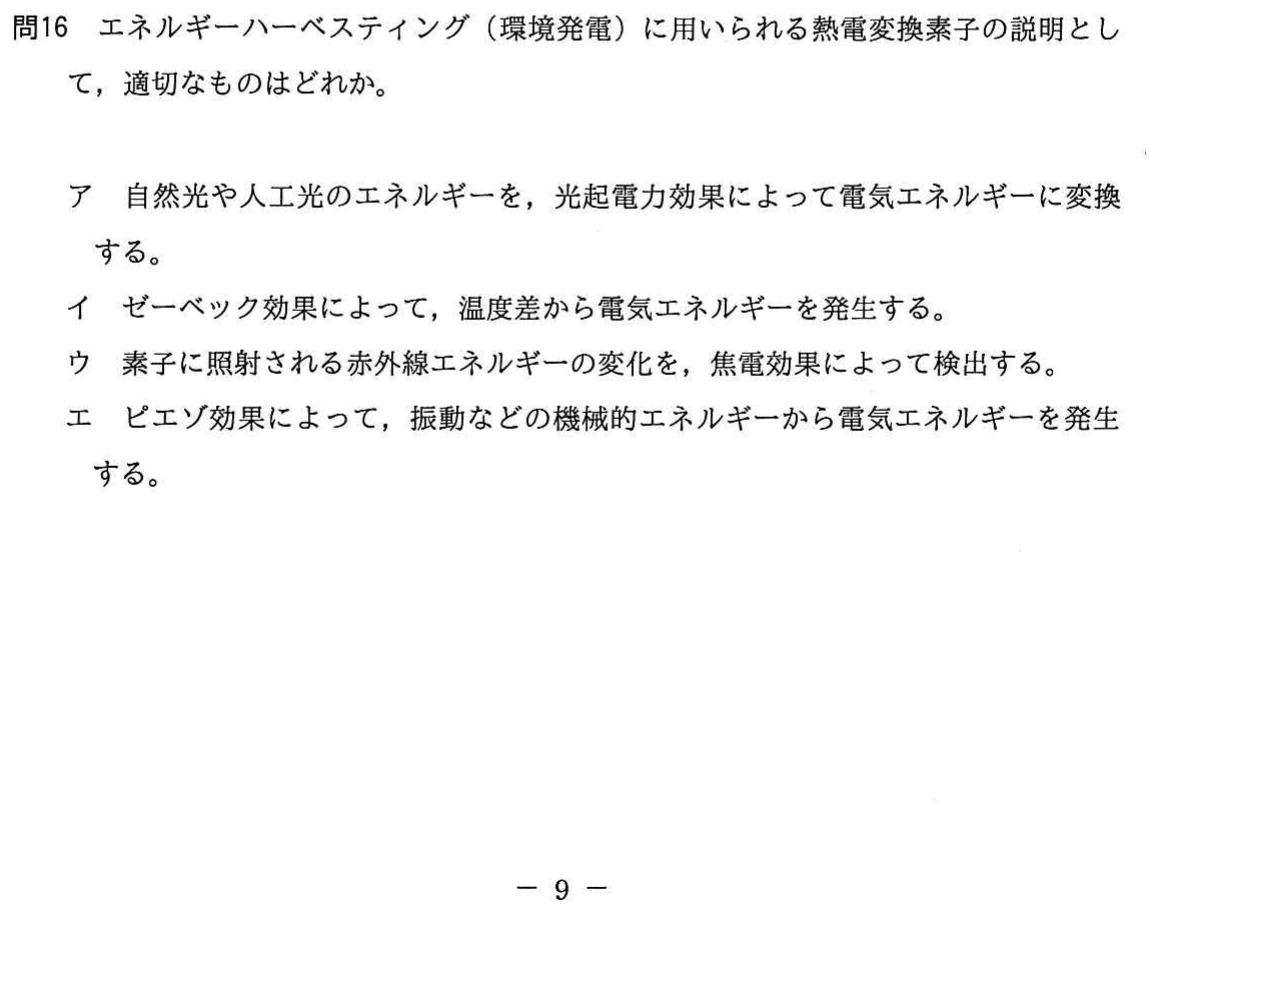 問16 エネルギーハーベスティング（環境発電）に用いられる熱電変換素子の説明とし
て，適切なものはどれか。
ア 自然光や人工光のエネルギーを，光起電力効果によって電気エネルギーに変換
する。
イ ゼーベック効果によって，温度差から電気エネルギーを発生する。
ウ 素子に照射される赤外線エネルギーの変化を，焦電効果によって検出する。
エ ピエゾ効果によって，振動などの機械的エネルギーから電気エネルギーを発生
する。
－ 9 －